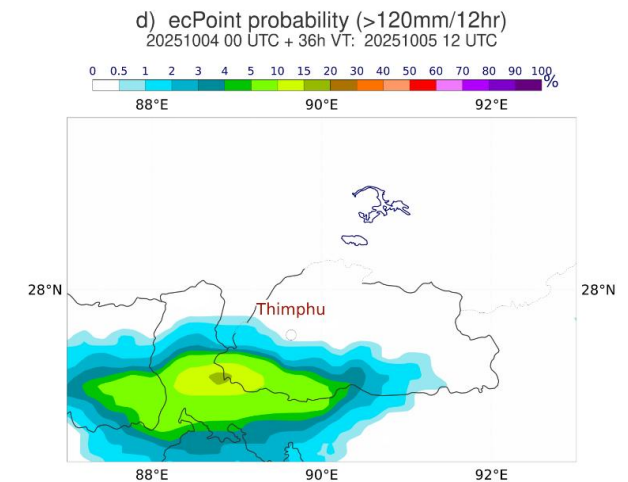 d) ecPoint probability (>120mm/12hr)
20251004 00 UTC + 36h VT: 20251005 12 UTC
0 0.5 1 2 3 4 5 10 15 20 30 40 50 60 70 80 90 100 %
88°E 90°E 92°E
28°N 28°N
Thimphu
88°E 90°E 92°E